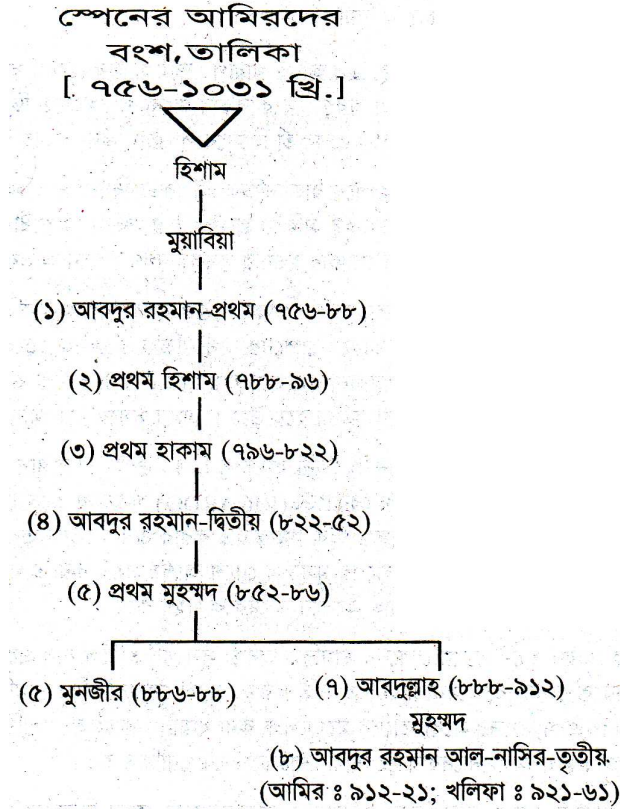 স্পেনের আমিরদের
বংশ, তালিকা
[ ৭৫৬-১০৩১ খ্রি.]
হিশাম
মুয়াবিয়া
(১) আবদুর রহমান-প্রথম (৭৫৬-৮৮)
(২) প্রথম হিশাম (৭৮৮-৯৬)
(৩) প্রথম হাকাম (৭৯৬-৮২২)
(৪) আবদুর রহমান-দ্বিতীয় (৮২২-৫২)
(৫) প্রথম মুহম্মদ (৮৫২-৮৬)
(৫) মুনজীর (৮৮৬-৮৮)
(৭) আবদুল্লাহ (৮৮৮-৯১২)
মুহম্মদ
(৮) আবদুর রহমান আল-নাসির-তৃতীয়
(আমির ঃ ৯১২-২১; খলিফা ঃ ৯২১-৬১)